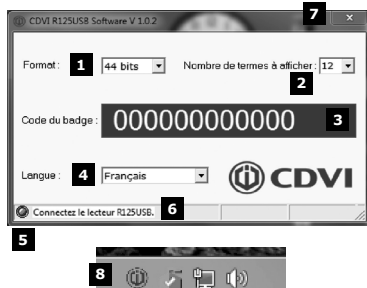 CDVI R125USB Software V 1.0.2
7
Format :
1
44 bits
Nombre de termes à afficher :
12
2
Code du badge :
000000000000
3
Langue :
4
Français
CDVI
Connectez le lecteur R125USB.
6
5
8